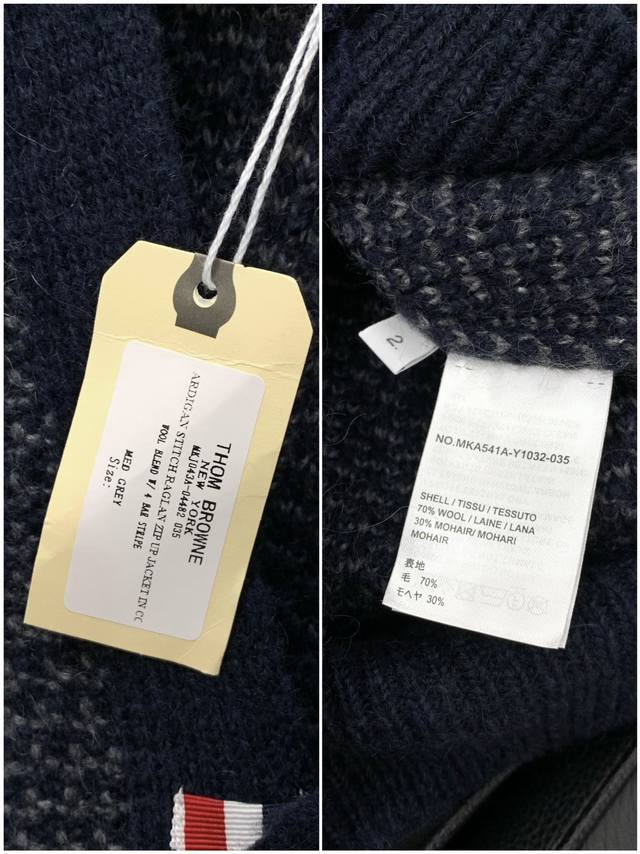 THOM BROWNE
NEW YORK
MKJ043A-04482 035
ARDIGAN STITCH RAGLAN ZIP UP JACKET IN CC
WOOL BLEND W/ 4 BAR STRIPE
MED GREY
Size:
2.
NO.MKA541A-Y1032-035
SHELL / TISSU / TESSUTO
70% WOOL / LAINE / LANA
30% MOHAIR/ MOHARI
MOHAIR
表地
毛 70%
モヘヤ 30%